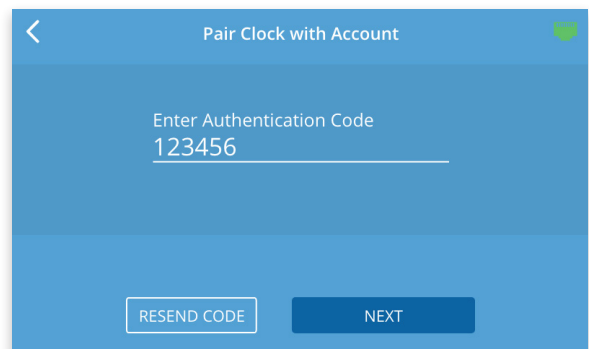 Pair Clock with Account
Enter Authentication Code
123456
RESEND CODE
NEXT